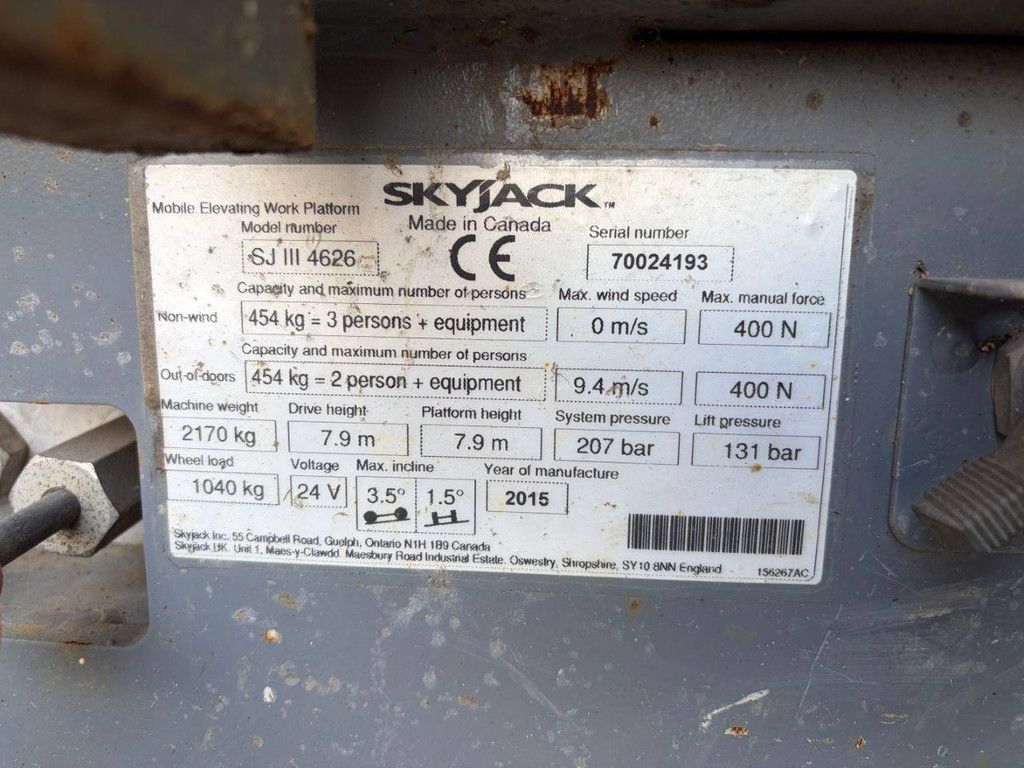 SKYJACK™
Mobile Elevating Work Platform
Made in Canada
Model number
Serial number
SJ III 4626
CE
70024193
Capacity and maximum number of persons
Max. wind speed
Max. manual force
Non-wind
454 kg = 3 persons + equipment
0 m/s
400 N
Capacity and maximum number of persons
Out-of-doors
454 kg = 2 person + equipment
9.4 m/s
400 N
Machine weight
Drive height
Platform height
System pressure
Lift pressure
2170 kg
7.9 m
7.9 m
207 bar
131 bar
Wheel load
Voltage
Max. incline
Year of manufacture
1040 kg
24 V
3.5°
1.5°
2015
Skyjack Inc. 55 Campbell Road, Guelph, Ontario N1H 1B9 Canada
Skyjack UK. Unit 1, Maes-y-Clawdd, Maesbury Road Industrial Estate. Oswestry, Shropshire, SY10 8NN England
156267AC